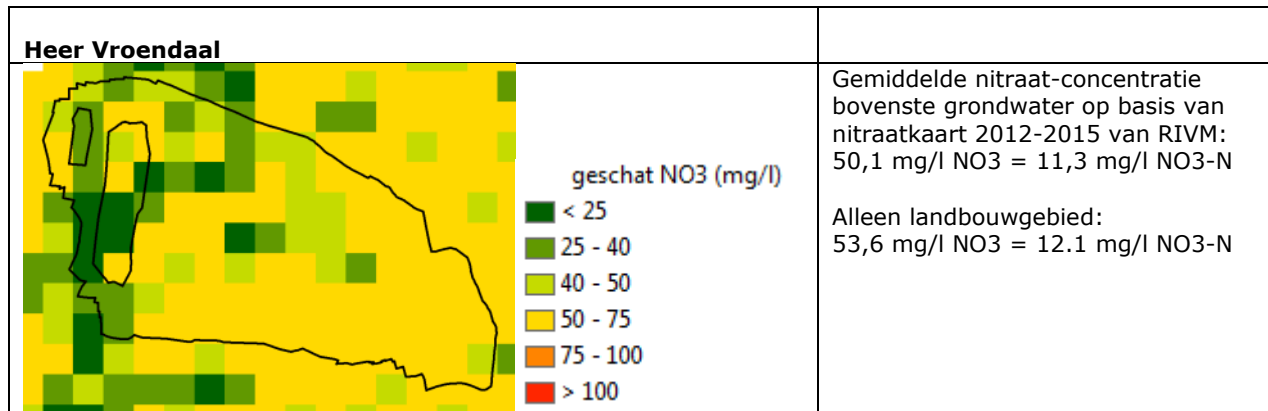 Heer Vroendaal
geschat NO3 (mg/l)
< 25
25 - 40
40 - 50
50 - 75
75 - 100
> 100
Gemiddelde nitraat-concentratie
bovenste grondwater op basis van
nitraatkaart 2012-2015 van RIVM:
50,1 mg/l NO3 = 11,3 mg/l NO3-N
Alleen landbouwgebied:
53,6 mg/l NO3 = 12.1 mg/l NO3-N